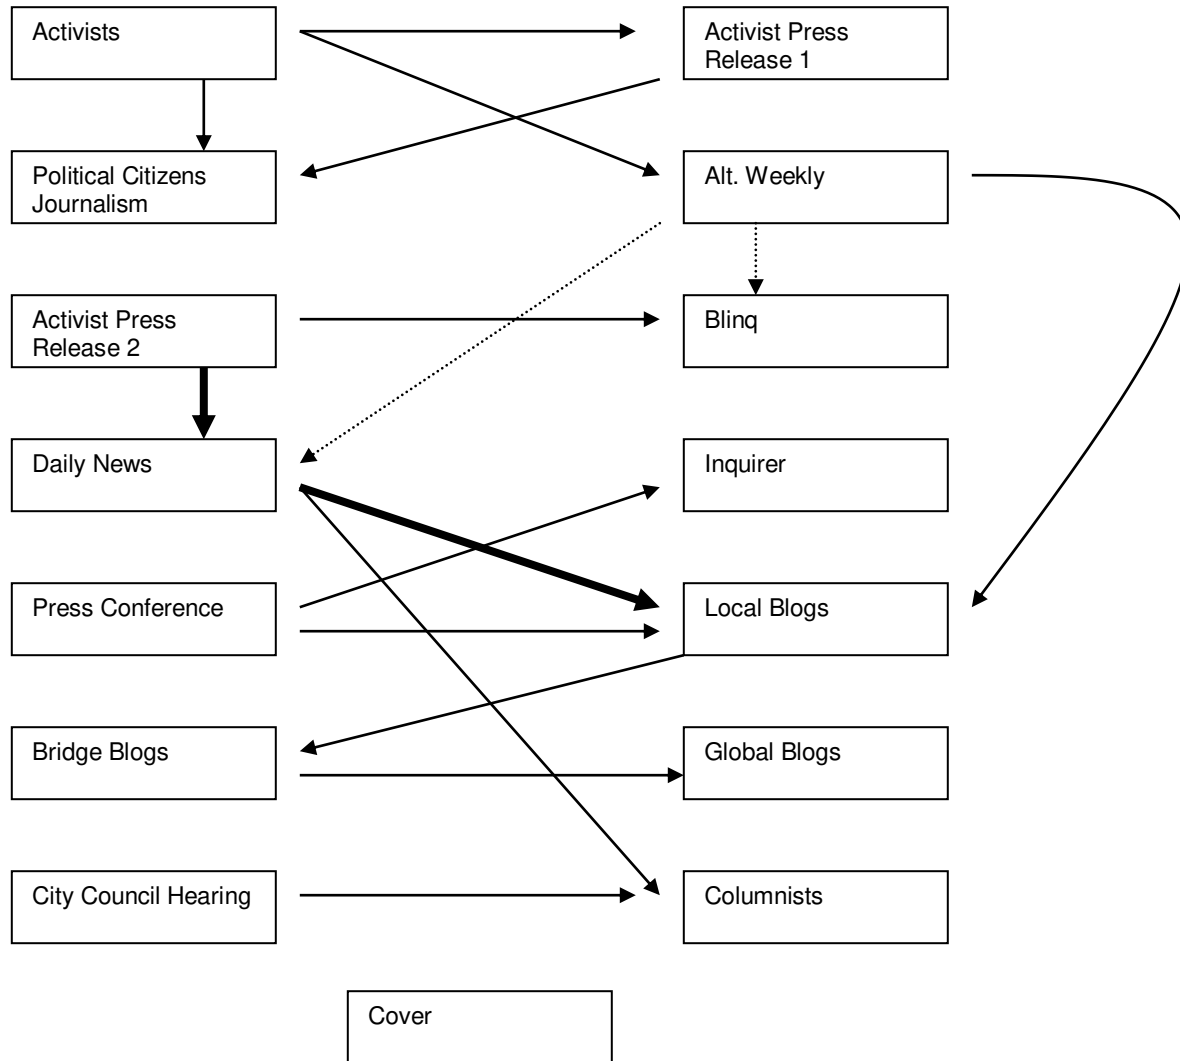 Activists
Activist Press
Release 1
Political Citizens
Journalism
Alt. Weekly
Activist Press
Release 2
Blinq
Daily News
Inquirer
Press Conference
Local Blogs
Bridge Blogs
Global Blogs
City Council Hearing
Columnists
Cover